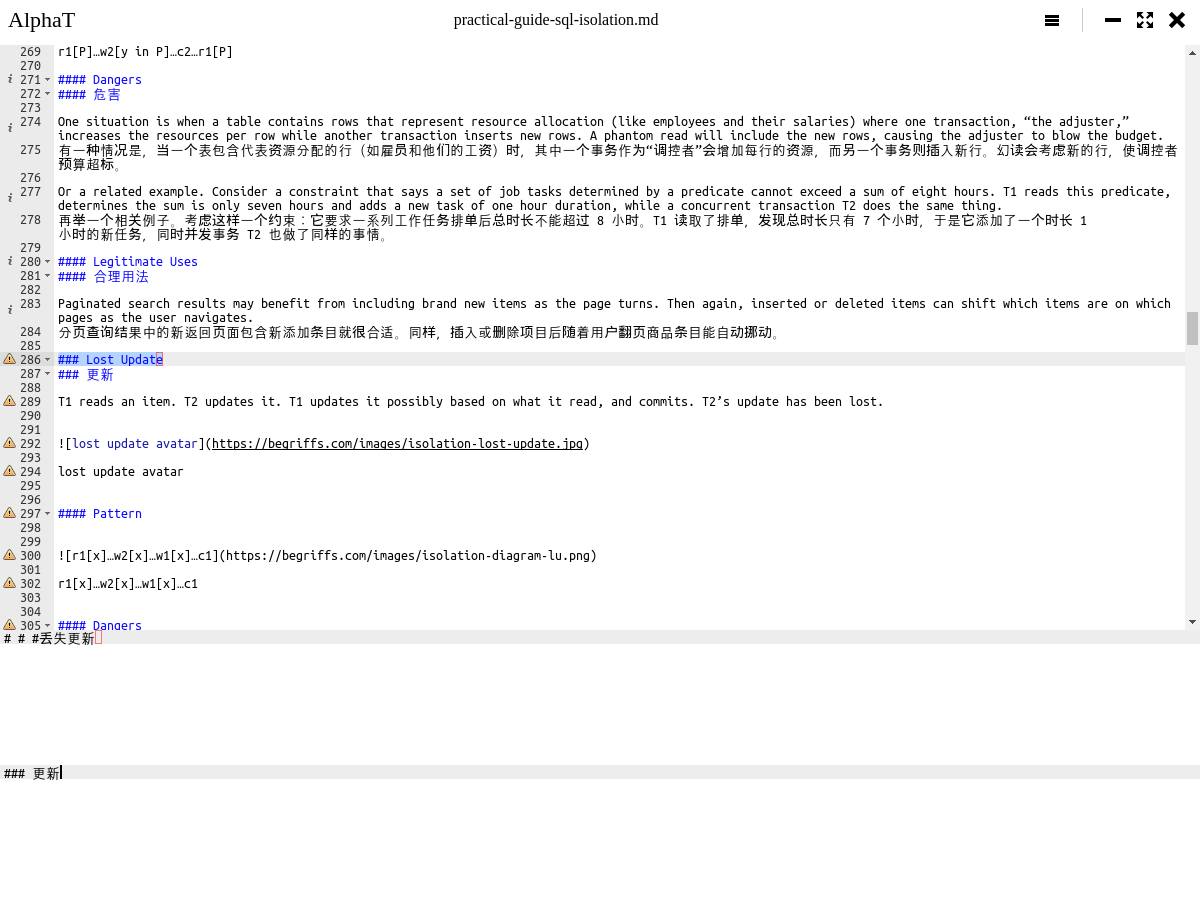 AlphaT
practical-guide-sql-isolation.md
269 r1[P]…w2[y in P]…c2…r1[P]
270
271 #### Dangers
272 #### 危害
273
274 One situation is when a table contains rows that represent resource allocation (like employees and their salaries) where one transaction, “the adjuster,”
increases the resources per row while another transaction inserts new rows. A phantom read will include the new rows, causing the adjuster to blow the budget.
275 有一种情况是，当一个表包含代表资源分配的行（如雇员和他们的工资）时，其中一个事务作为“调控者”会增加每行的资源，而另一个事务则插入新行。幻读会考虑新的行，使调控者
预算超标。
276
277 Or a related example. Consider a constraint that says a set of job tasks determined by a predicate cannot exceed a sum of eight hours. T1 reads this predicate,
determines the sum is only seven hours and adds a new task of one hour duration, while a concurrent transaction T2 does the same thing.
278 再举一个相关例子。考虑这样一个约束：它要求一系列工作任务排单后总时长不能超过 8 小时。T1 读取了排单，发现总时长只有 7 个小时，于是它添加了一个时长 1
小时的新任务，同时并发事务 T2 也做了同样的事情。
279
280 #### Legitimate Uses
281 #### 合理用法
282
283 Paginated search results may benefit from including brand new items as the page turns. Then again, inserted or deleted items can shift which items are on which
pages as the user navigates.
284 分页查询结果中的新返回页面包含新添加条目就很合适。同样，插入或删除项目后随着用户翻页商品条目能自动挪动。
285
286 ### Lost Update
287 ### 更新
288
289 T1 reads an item. T2 updates it. T1 updates it possibly based on what it read, and commits. T2’s update has been lost.
290
291
292 ![lost update avatar](https://begriffs.com/images/isolation-lost-update.jpg)
293
294 lost update avatar
295
296
297 #### Pattern
298
299
300 ![r1[x]…w2[x]…w1[x]…c1](https://begriffs.com/images/isolation-diagram-lu.png)
301
302 r1[x]…w2[x]…w1[x]…c1
303
304
305 #### Dangers
# # #丢失更新
### 更新